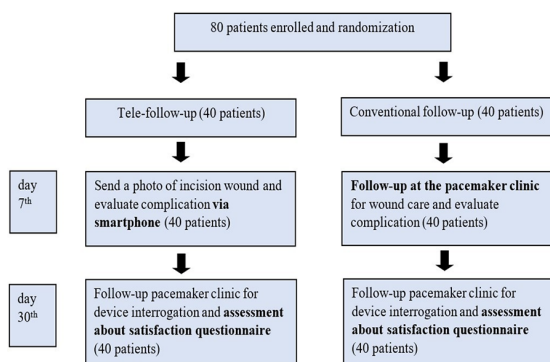 80 patients enrolled and randomization
Tele-follow-up (40 patients)
Conventional follow-up (40 patients)
day
7th
Send a photo of incision wound and
evaluate complication via
smartphone (40 patients)
Follow-up at the pacemaker clinic
for wound care and evaluate
complication (40 patients)
day
30th
Follow-up pacemaker clinic for
device interrogation and assessment
about satisfaction questionnaire
(40 patients)
Follow-up pacemaker clinic for
device interrogation and assessment
about satisfaction questionnaire
(40 patients)